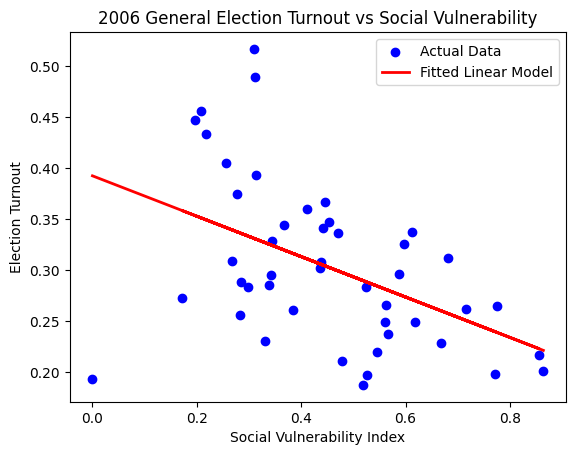 2006 General Election Turnout vs Social Vulnerability
Actual Data
Fitted Linear Model
Election Turnout
0.50
0.45
0.40
0.35
0.30
0.25
0.20
0.0 0.2 0.4 0.6 0.8
Social Vulnerability Index